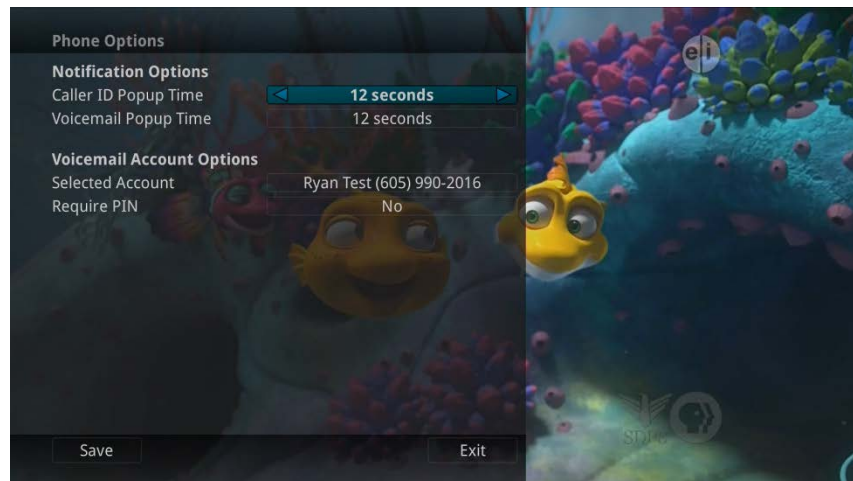 Phone Options
Notification Options
Caller ID Popup Time 12 seconds
Voicemail Popup Time 12 seconds
Voicemail Account Options
Selected Account Ryan Test (605) 990-2016
Require PIN No
Save Exit
e/i